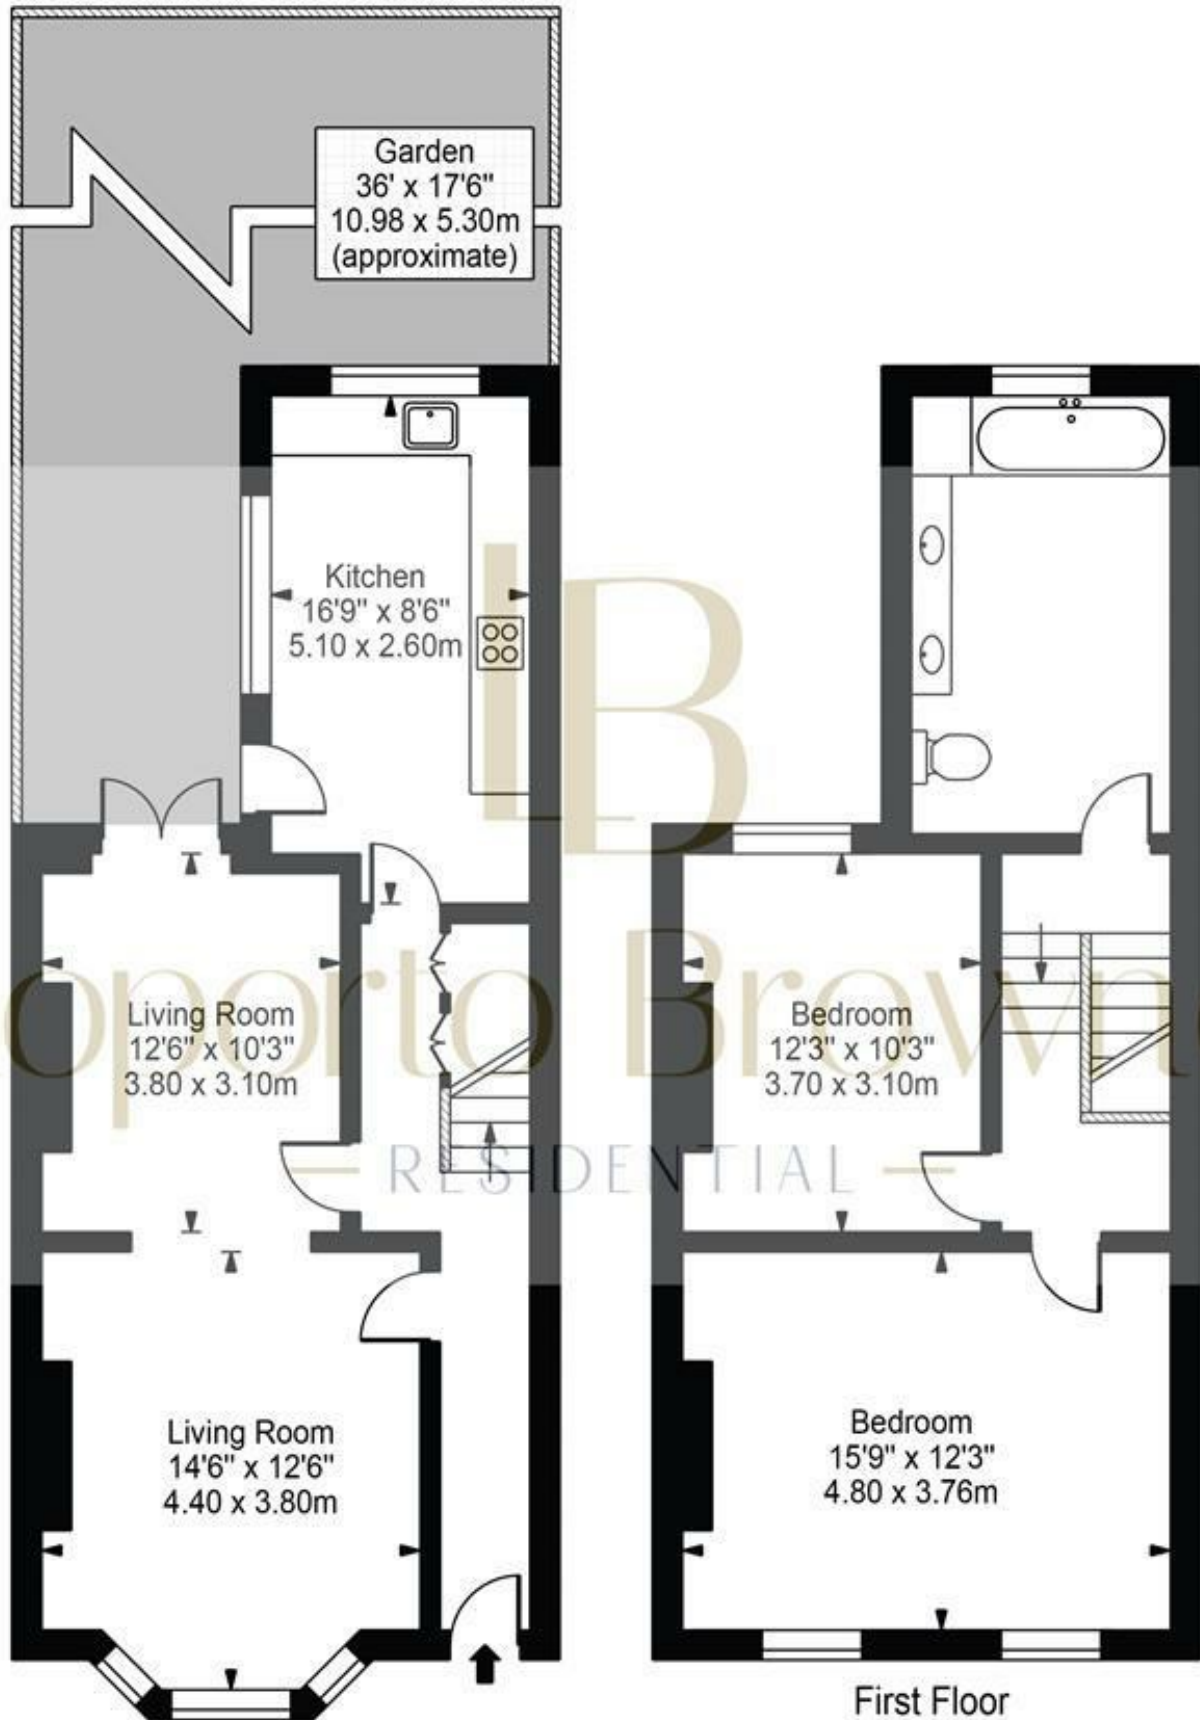 Garden
36' x 17'6"
10.98 x 5.30m
(approximate)
Kitchen
16'9" x 8'6"
5.10 x 2.60m
Living Room
12'6" x 10'3"
3.80 x 3.10m
Living Room
14'6" x 12'6"
4.40 x 3.80m
Bedroom
12'3" x 10'3"
3.70 x 3.10m
Bedroom
15'9" x 12'3"
4.80 x 3.76m
First Floor
LB
oporto Brown
RESIDENTIAL